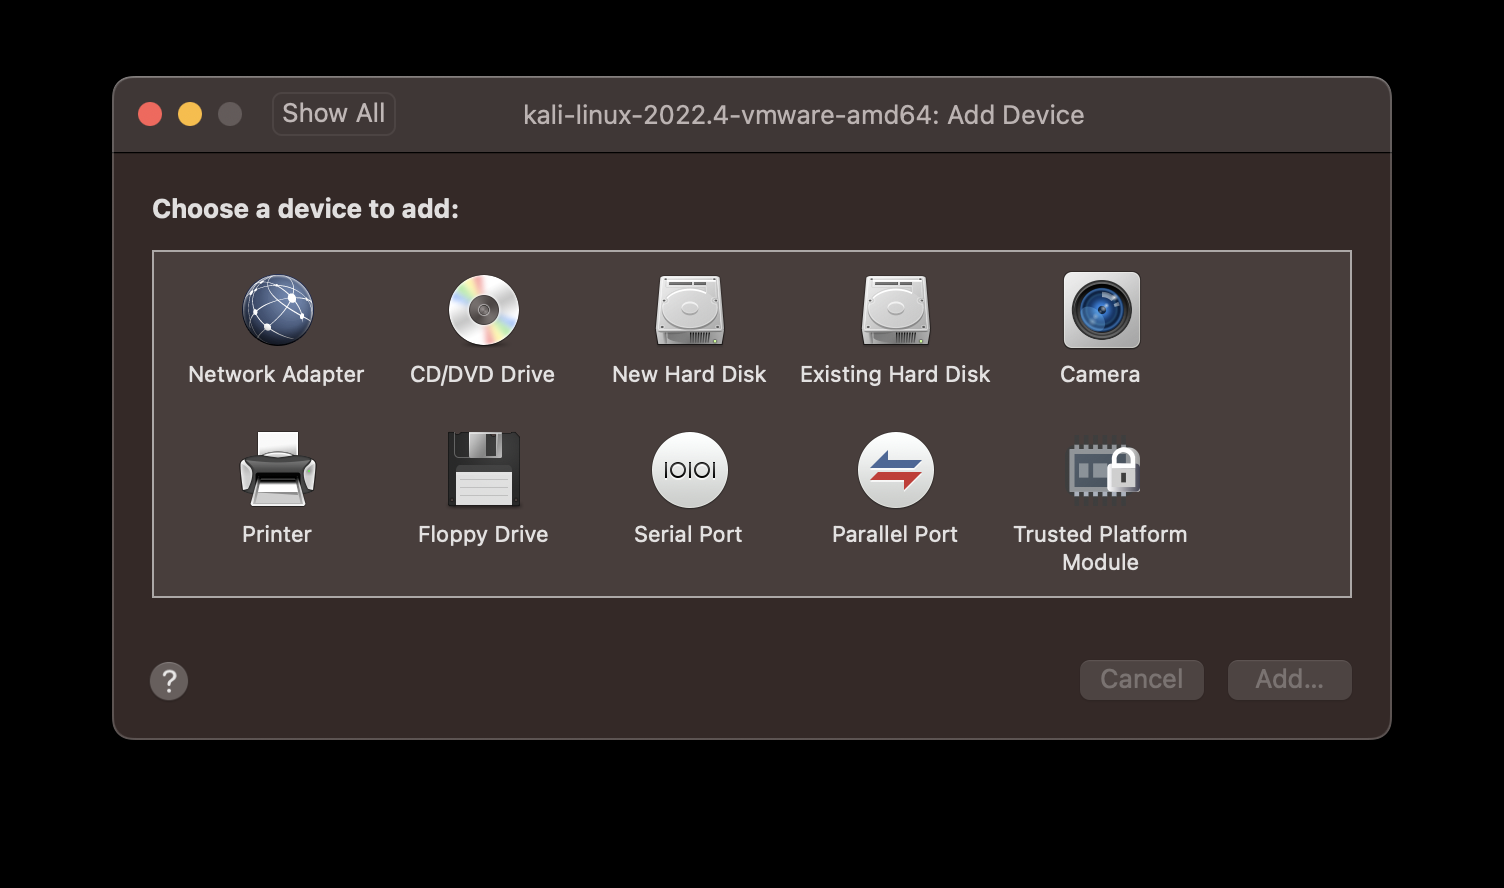 Show All
kali-linux-2022.4-vmware-amd64: Add Device
Choose a device to add:
Network Adapter
CD/DVD Drive
New Hard Disk
Existing Hard Disk
Camera
Printer
Floppy Drive
IOIOI
Serial Port
Parallel Port
Trusted Platform
Module
?
Cancel
Add...